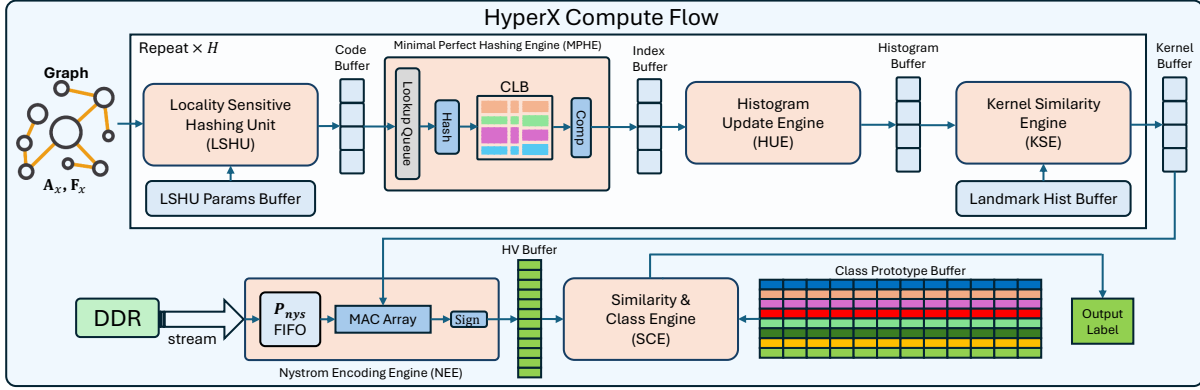 HyperX Compute Flow
Repeat × H
Graph
A_x, F_x
Locality Sensitive
Hashing Unit
(LSHU)
LSHU Params Buffer
Code
Buffer
Minimal Perfect Hashing Engine (MPHE)
Lookup Queue
Hash
CLB
Comp
Index
Buffer
Histogram
Update Engine
(HUE)
Histogram
Buffer
Kernel Similarity
Engine
(KSE)
Landmark Hist Buffer
Kernel
Buffer
DDR
stream
P_nys
FIFO
MAC Array
Sign
Nystrom Encoding Engine (NEE)
HV Buffer
Similarity &
Class Engine
(SCE)
Class Prototype Buffer
Output
Label